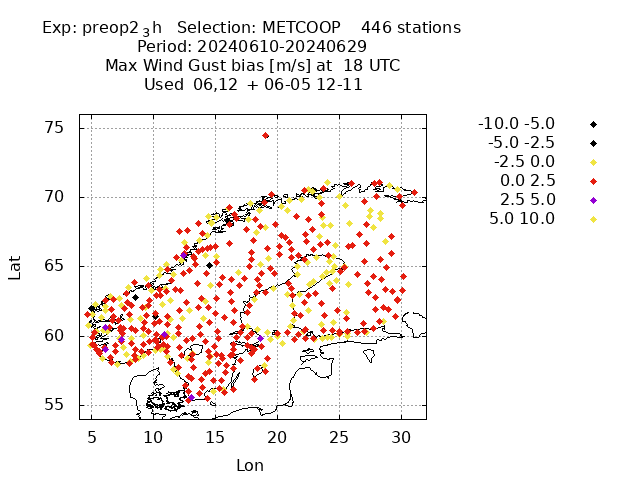 Exp: preop2₃h Selection: METCOOP 446 stations
Period: 20240610-20240629
Max Wind Gust bias [m/s] at 18 UTC
Used 06,12 + 06-05 12-11
-10.0 -5.0
-5.0 -2.5
-2.5 0.0
0.0 2.5
2.5 5.0
5.0 10.0
75
70
65
60
55
Lat
5 10 15 20 25 30
Lon